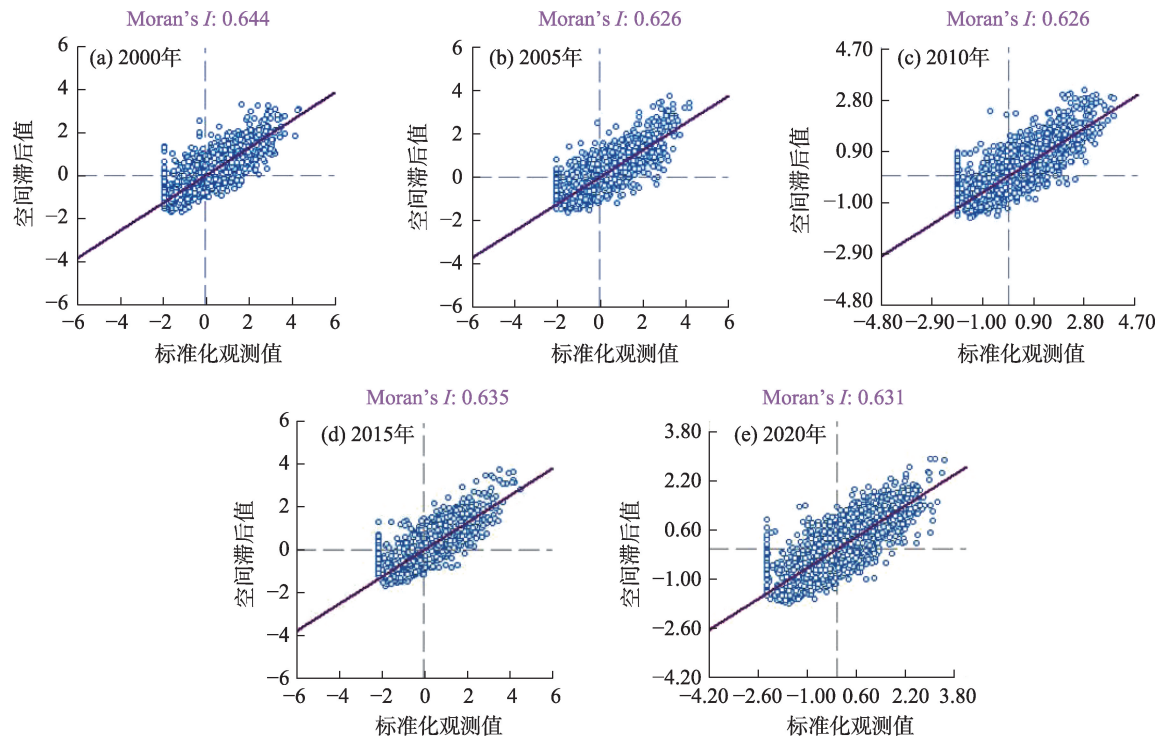 Moran's I: 0.644
(a) 2000年
6
4
2
0
−2
−4
−6
空间滞后值
−6 −4 −2 0 2 4 6
标准化观测值
Moran's I: 0.626
(b) 2005年
6
4
2
0
−2
−4
−6
空间滞后值
−6 −4 −2 0 2 4 6
标准化观测值
Moran's I: 0.626
(c) 2010年
4.70
2.80
0.90
−1.00
−2.90
−4.80
空间滞后值
−4.80 −2.90 −1.00 0.90 2.80 4.70
标准化观测值
Moran's I: 0.635
(d) 2015年
6
4
2
0
−2
−4
−6
空间滞后值
−6 −4 −2 0 2 4 6
标准化观测值
Moran's I: 0.631
(e) 2020年
3.80
2.20
0.60
−1.00
−2.60
−4.20
空间滞后值
−4.20 −2.60 −1.00 0.60 2.20 3.80
标准化观测值